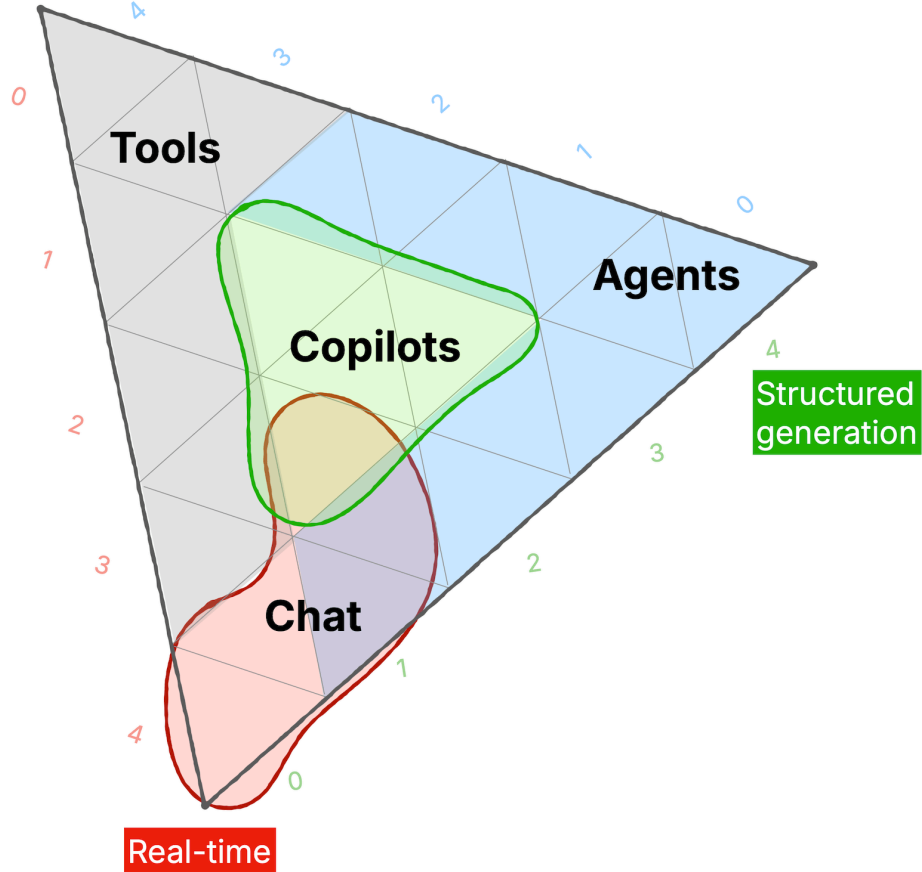 4
3
0
2
Tools
1
0
1
Agents
Copilots
4
Structured
generation
2
3
3
2
Chat
1
4
0
Real-time